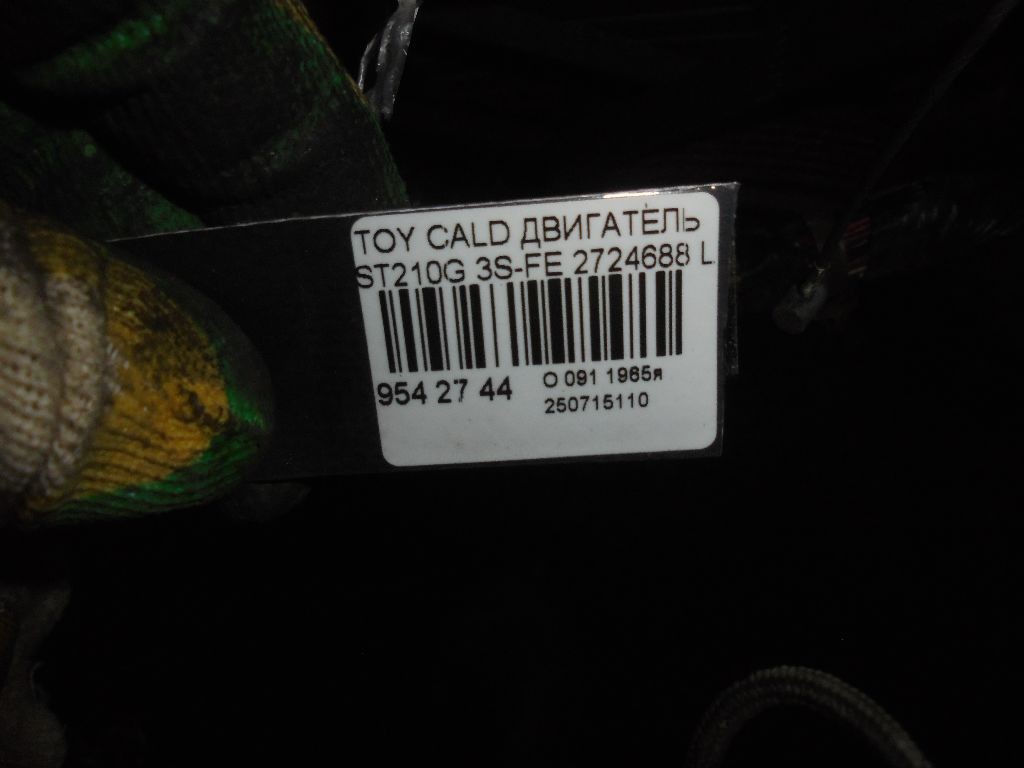 TOY CALD ДВИГАТЕЛЬ
ST210G 3S-FE 2724688 L
954 27 44
О 091 1965я
250715110